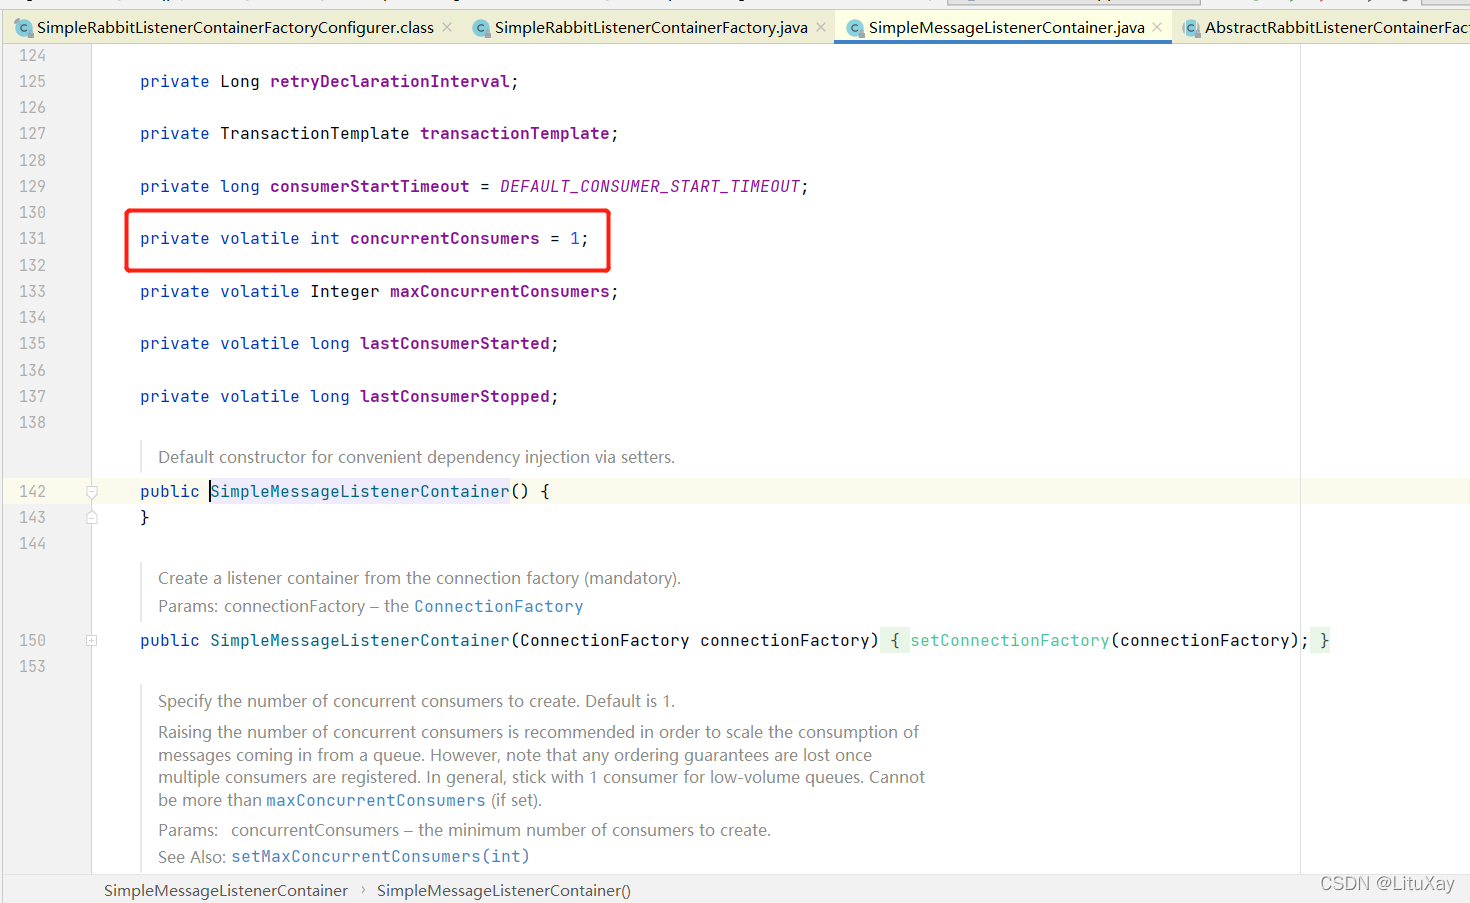 SimpleRabbitListenerContainerFactoryConfigurer.class SimpleRabbitListenerContainerFactory.java SimpleMessageListenerContainer.java AbstractRabbitListenerContainerFact
124
125 private Long retryDeclarationInterval;
126
127 private TransactionTemplate transactionTemplate;
128
129 private long consumerStartTimeout = DEFAULT_CONSUMER_START_TIMEOUT;
130
131 private volatile int concurrentConsumers = 1;
132
133 private volatile Integer maxConcurrentConsumers;
134
135 private volatile long lastConsumerStarted;
136
137 private volatile long lastConsumerStopped;
138
Default constructor for convenient dependency injection via setters.
142 public SimpleMessageListenerContainer() {
143 }
144
Create a listener container from the connection factory (mandatory).
Params: connectionFactory – the ConnectionFactory
150 public SimpleMessageListenerContainer(ConnectionFactory connectionFactory) { setConnectionFactory(connectionFactory); }
153
Specify the number of concurrent consumers to create. Default is 1.
Raising the number of concurrent consumers is recommended in order to scale the consumption of
messages coming in from a queue. However, note that any ordering guarantees are lost once
multiple consumers are registered. In general, stick with 1 consumer for low-volume queues. Cannot
be more than maxConcurrentConsumers (if set).
Params: concurrentConsumers – the minimum number of consumers to create.
See Also: setMaxConcurrentConsumers(int)
SimpleMessageListenerContainer › SimpleMessageListenerContainer()
CSDN @LituXay